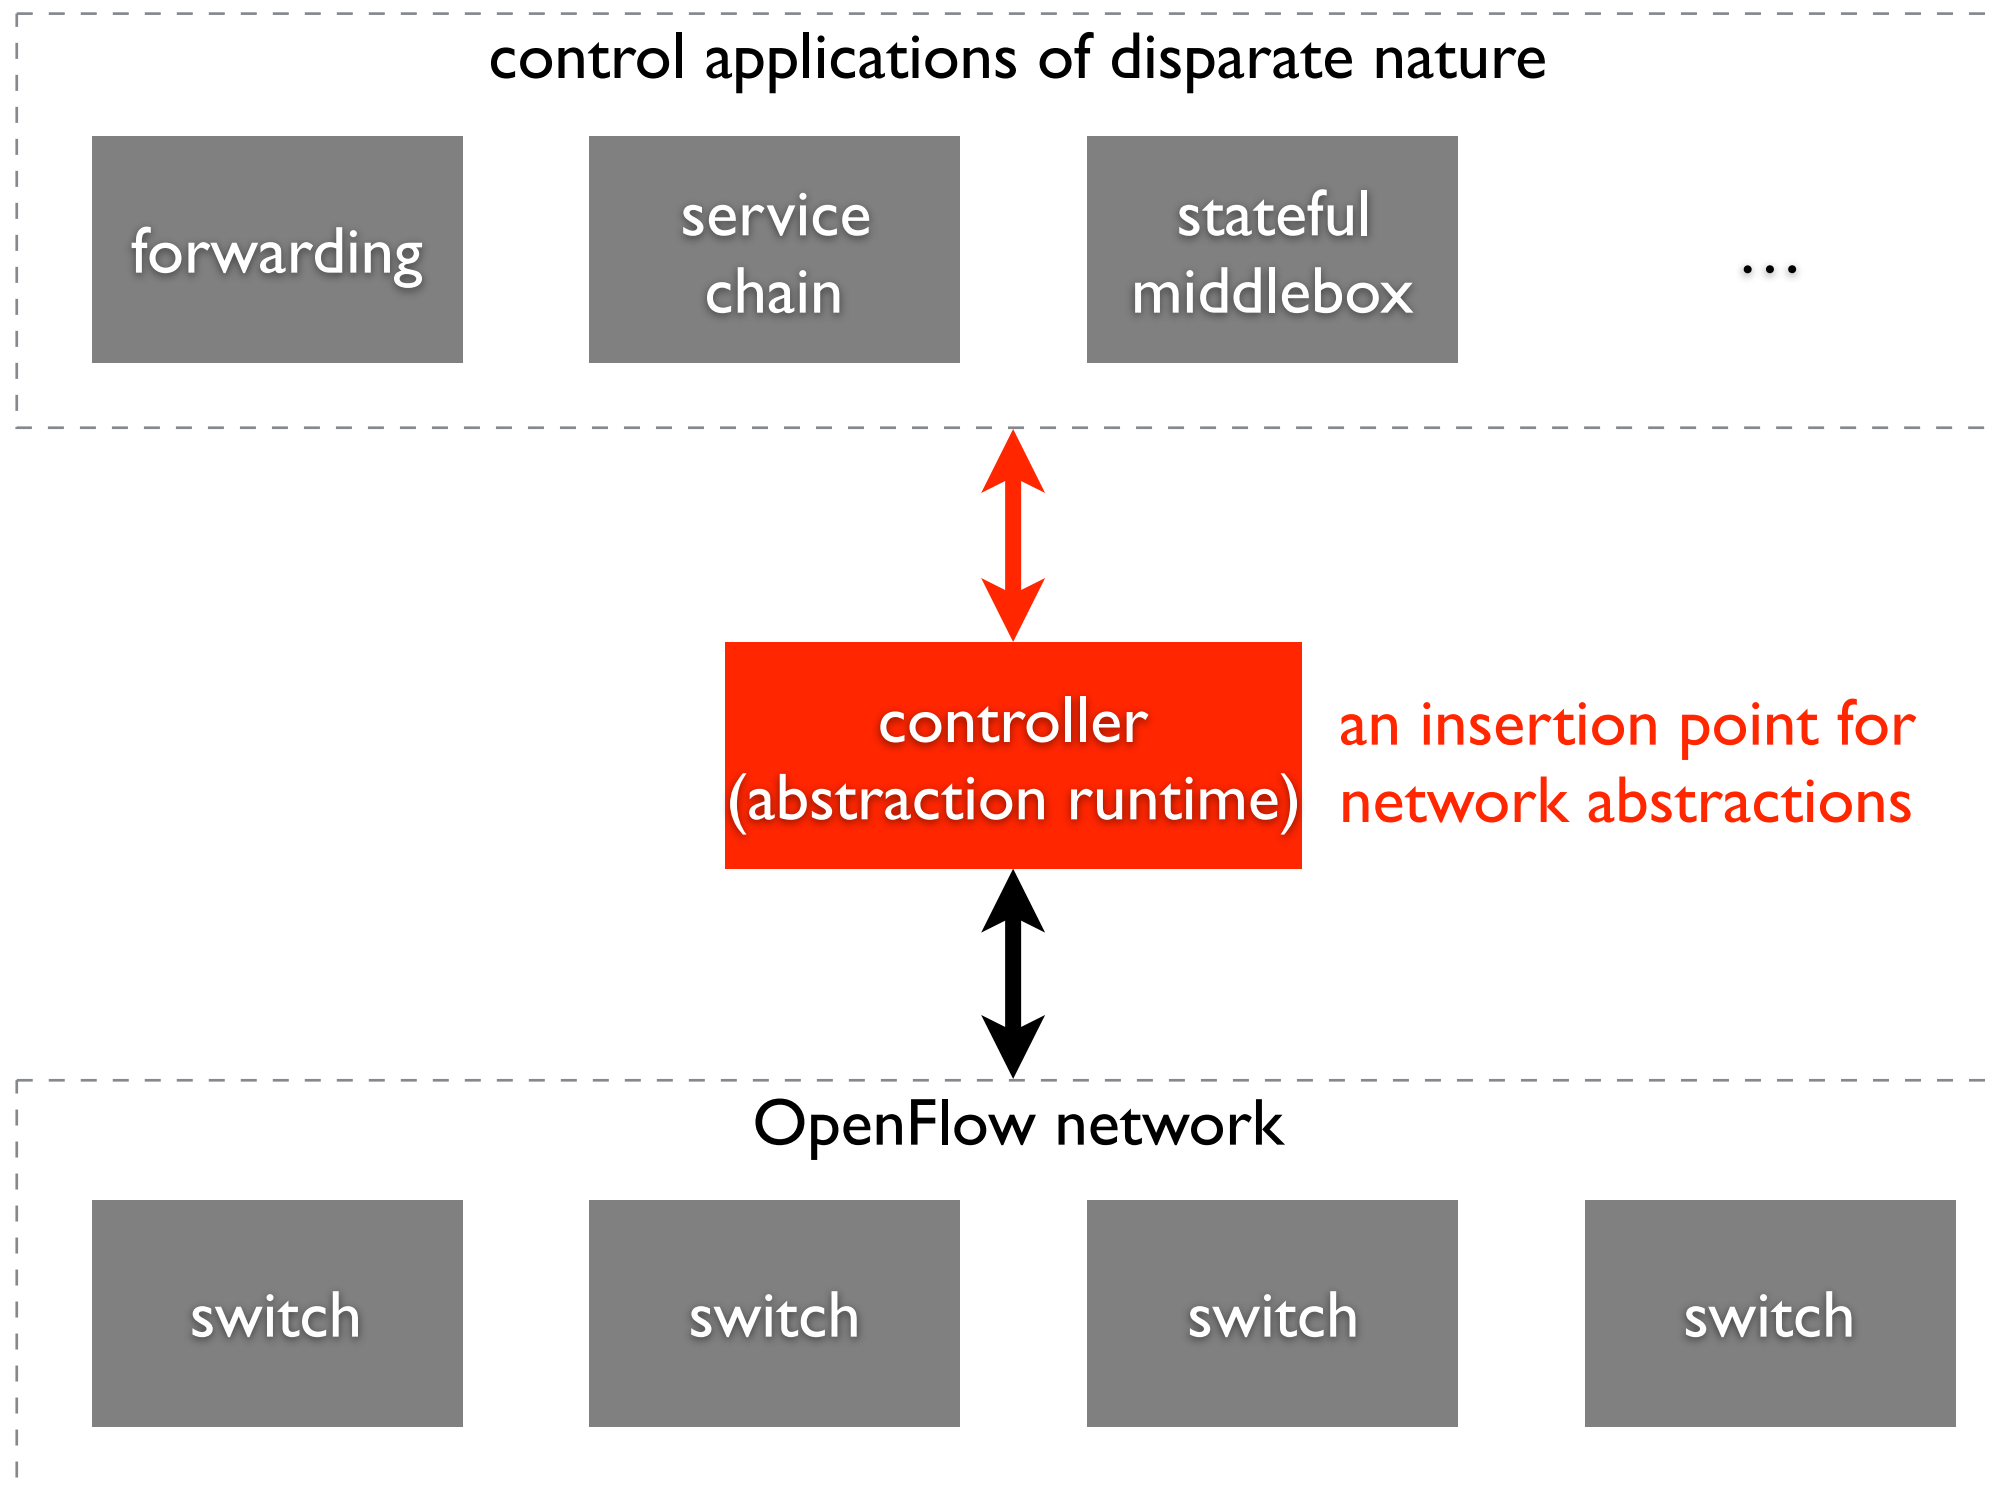 control applications of disparate nature
forwarding
service
chain
stateful
middlebox
…
controller
(abstraction runtime)
an insertion point for
network abstractions
OpenFlow network
switch
switch
switch
switch